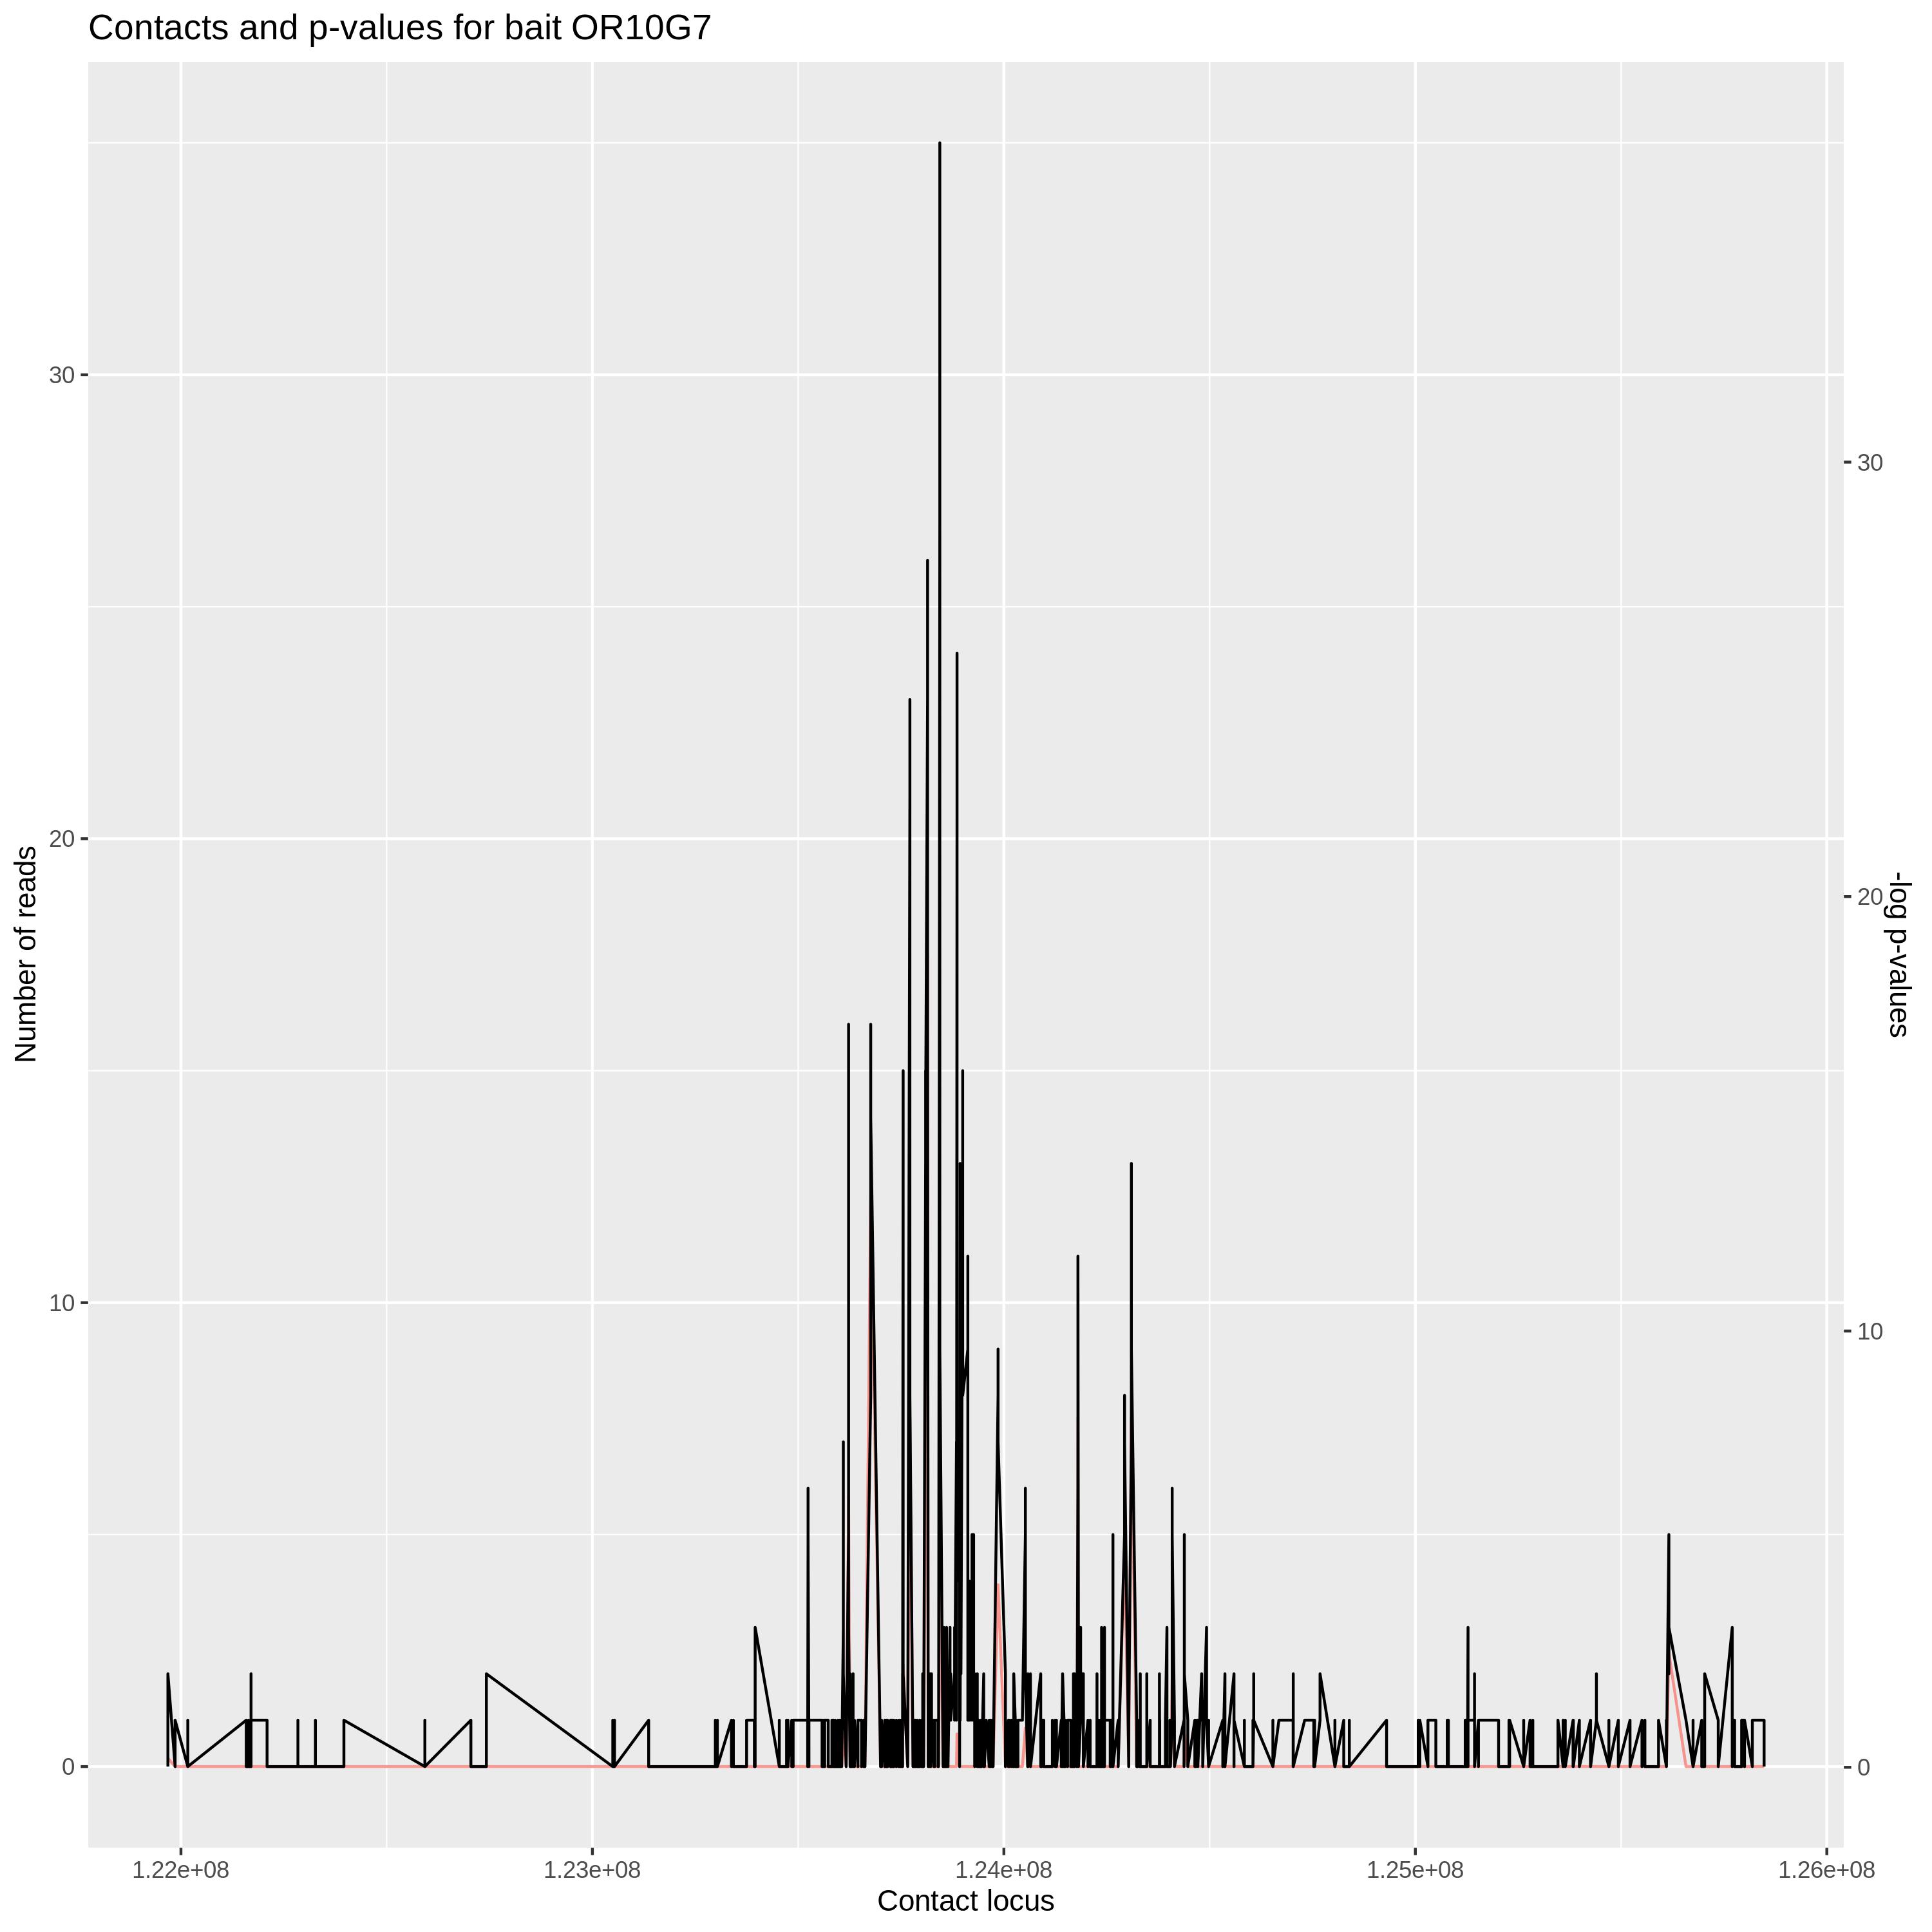 Contacts and p-values for bait OR10G7
30
20
10
0
Number of reads
30
20
10
0
-log p-values
1.22e+08 1.23e+08 1.24e+08 1.25e+08 1.26e+08
Contact locus